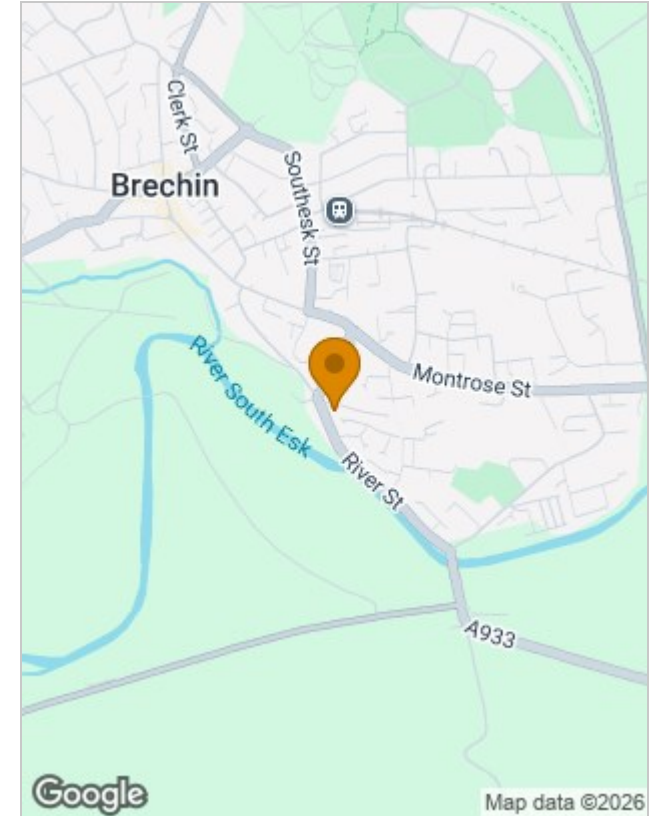 Clerk St
Brechin
Southesk St
River South Esk
Montrose St
River St
A933
Google
Map data ©2026